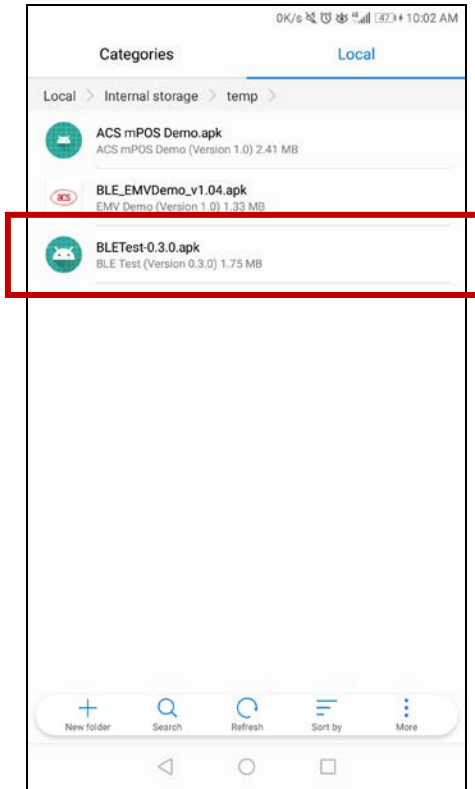 0K/s 47 10:02 AM
Categories Local
Local > Internal storage > temp >
ACS mPOS Demo.apk
ACS mPOS Demo (Version 1.0) 2.41 MB
acs
BLE_EMVDemo_v1.04.apk
EMV Demo (Version 1.0) 1.33 MB
BLETest-0.3.0.apk
BLE Test (Version 0.3.0) 1.75 MB
New folder Search Refresh Sort by More